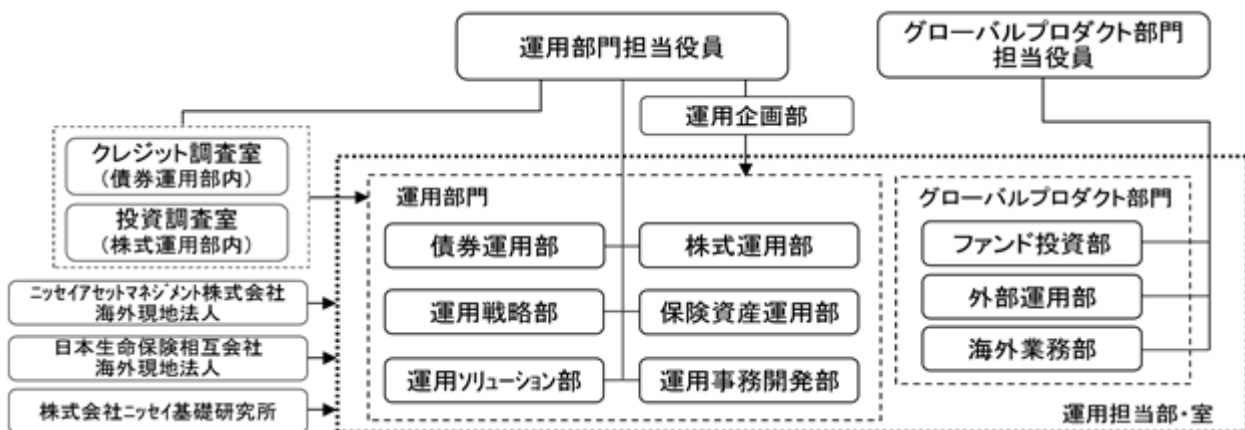 運用部門担当役員
グローバルプロダクト部門
担当役員
運用企画部
クレジット調査室
(債券運用部内)
投資調査室
(株式運用部内)
運用部門
債券運用部
株式運用部
運用戦略部
保険資産運用部
運用ソリューション部
運用事務開発部
グローバルプロダクト部門
ファンド投資部
外部運用部
海外業務部
ニッセイアセットマネジメント株式会社
海外現地法人
日本生命保険相互会社
海外現地法人
株式会社ニッセイ基礎研究所
運用担当部・室